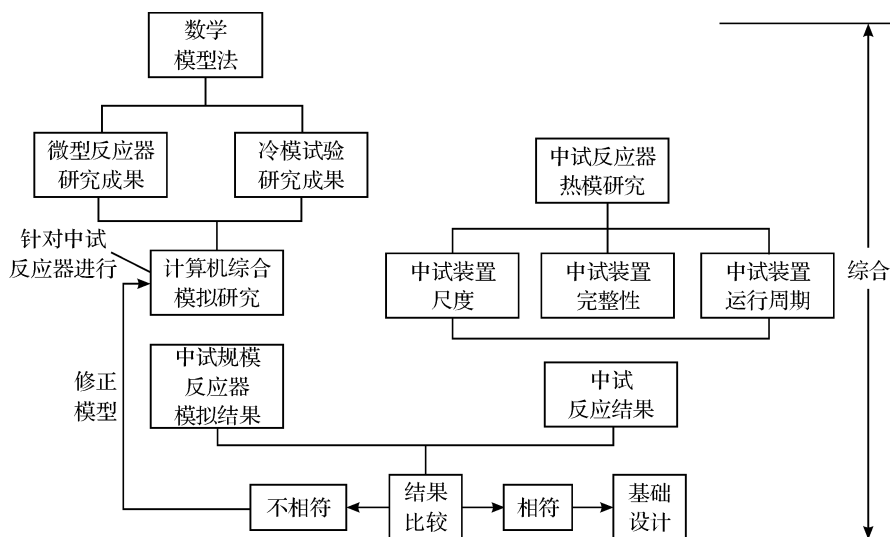 数学
模型法
微型反应器
研究成果
冷模试验
研究成果
中试反应器
热模研究
针对中试
反应器进行
计算机综合
模拟研究
中试装置
尺度
中试装置
完整性
中试装置
运行周期
综合
中试规模
反应器
模拟结果
中试
反应结果
修正
模型
不相符
结果
比较
相符
基础
设计